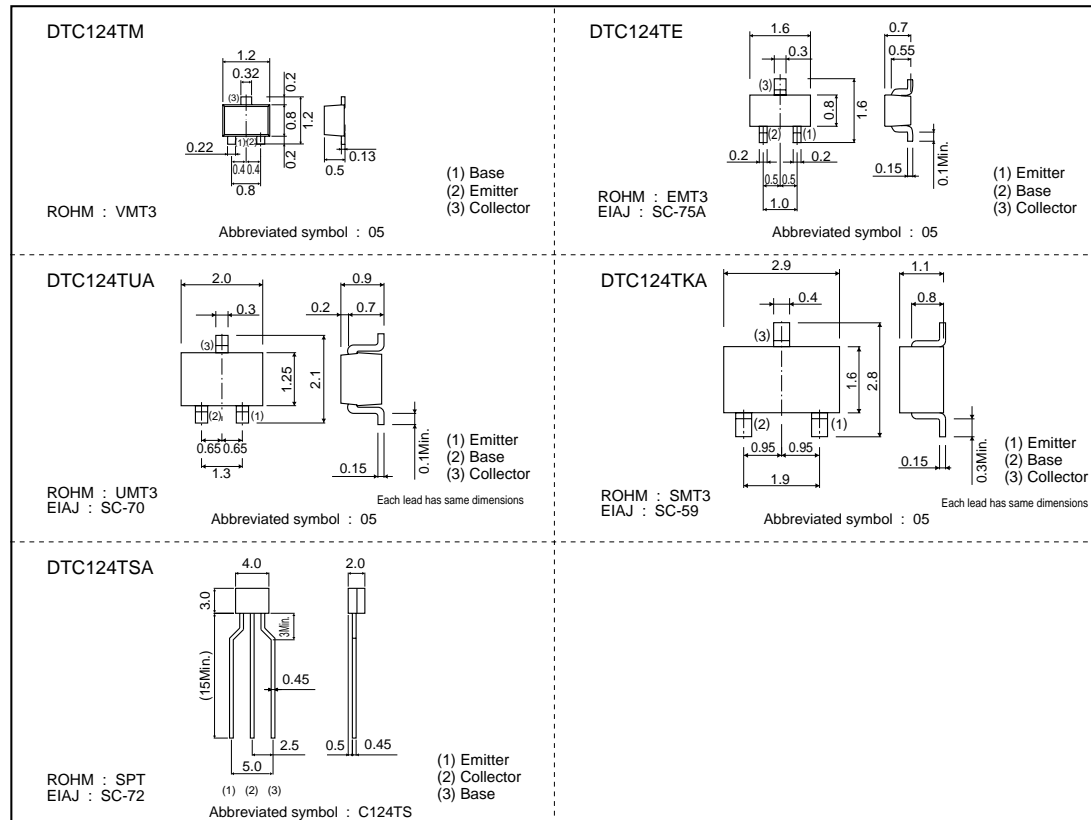 DTC124TM
1.2
0.32
0.2
(3)
0.8
1.2
(1) (2)
0.22
0.2
0.4 0.4
0.8
0.5
0.13
(1) Base
(2) Emitter
(3) Collector
ROHM : VMT3
Abbreviated symbol : 05
DTC124TE
1.6
0.3
0.7
0.55
(3)
0.8
1.6
(2) (1)
0.2 0.2
0.5 0.5
1.0
0.15
0.1Min.
(1) Emitter
(2) Base
(3) Collector
ROHM : EMT3
EIAJ : SC-75A
Abbreviated symbol : 05
DTC124TUA
2.0
0.3
0.9
0.2 0.7
(3)
1.25
2.1
(2) (1)
0.65 0.65
1.3
0.15
0.1Min.
(1) Emitter
(2) Base
(3) Collector
ROHM : UMT3
EIAJ : SC-70
Each lead has same dimensions
Abbreviated symbol : 05
DTC124TKA
2.9
0.4
1.1
0.8
(3)
1.6
2.8
(2) (1)
0.95 0.95
1.9
0.15
0.3Min.
(1) Emitter
(2) Base
(3) Collector
ROHM : SMT3
EIAJ : SC-59
Each lead has same dimensions
Abbreviated symbol : 05
DTC124TSA
4.0
2.0
3.0
3Min.
(15Min.)
0.45
2.5
5.0
0.5 0.45
(1) (2) (3)
(1) Emitter
(2) Collector
(3) Base
ROHM : SPT
EIAJ : SC-72
Abbreviated symbol : C124TS